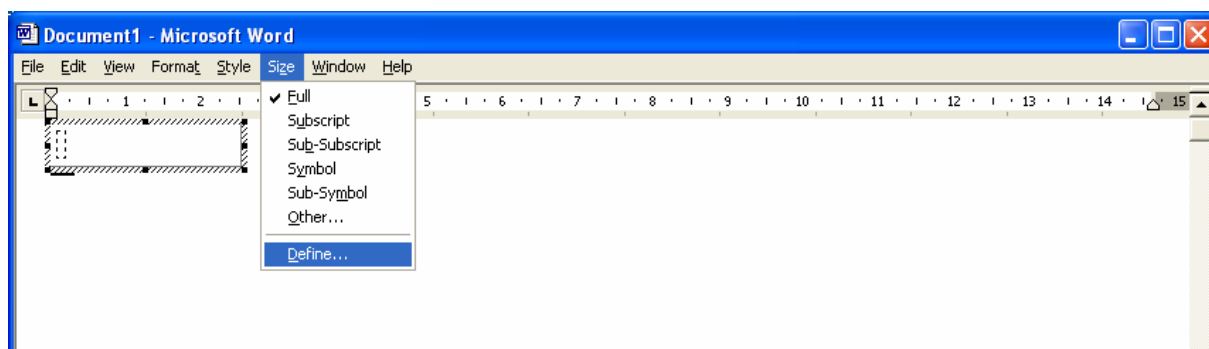 Document1 - Microsoft Word
File Edit View Format Style Size Window Help
1 2 5 6 7 8 9 10 11 12 13 14 15
Full
Subscript
Sub-Subscript
Symbol
Sub-Symbol
Other...
Define...